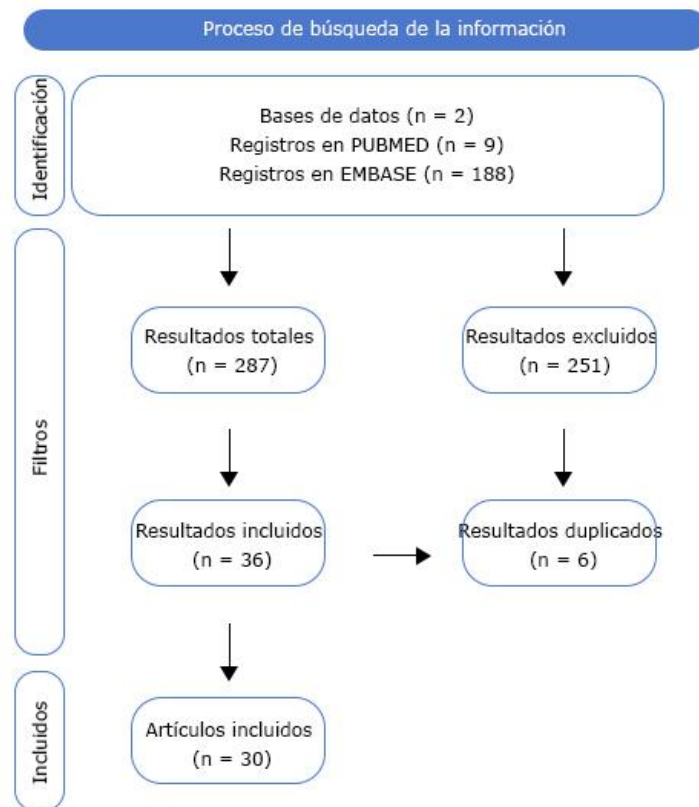 Proceso de búsqueda de la información
Identificación
Bases de datos (n = 2)
Registros en PUBMED (n = 9)
Registros en EMBASE (n = 188)
Filtros
Resultados totales
(n = 287)
Resultados excluidos
(n = 251)
Resultados incluidos
(n = 36)
Resultados duplicados
(n = 6)
Incluidos
Artículos incluidos
(n = 30)